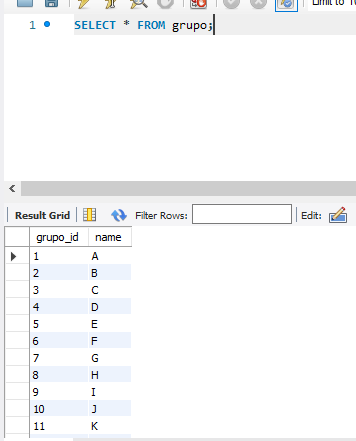 Limit to
1 SELECT * FROM grupo;
Result Grid Filter Rows: Edit:
grupo_id name
1 A
2 B
3 C
4 D
5 E
6 F
7 G
8 H
9 I
10 J
11 K